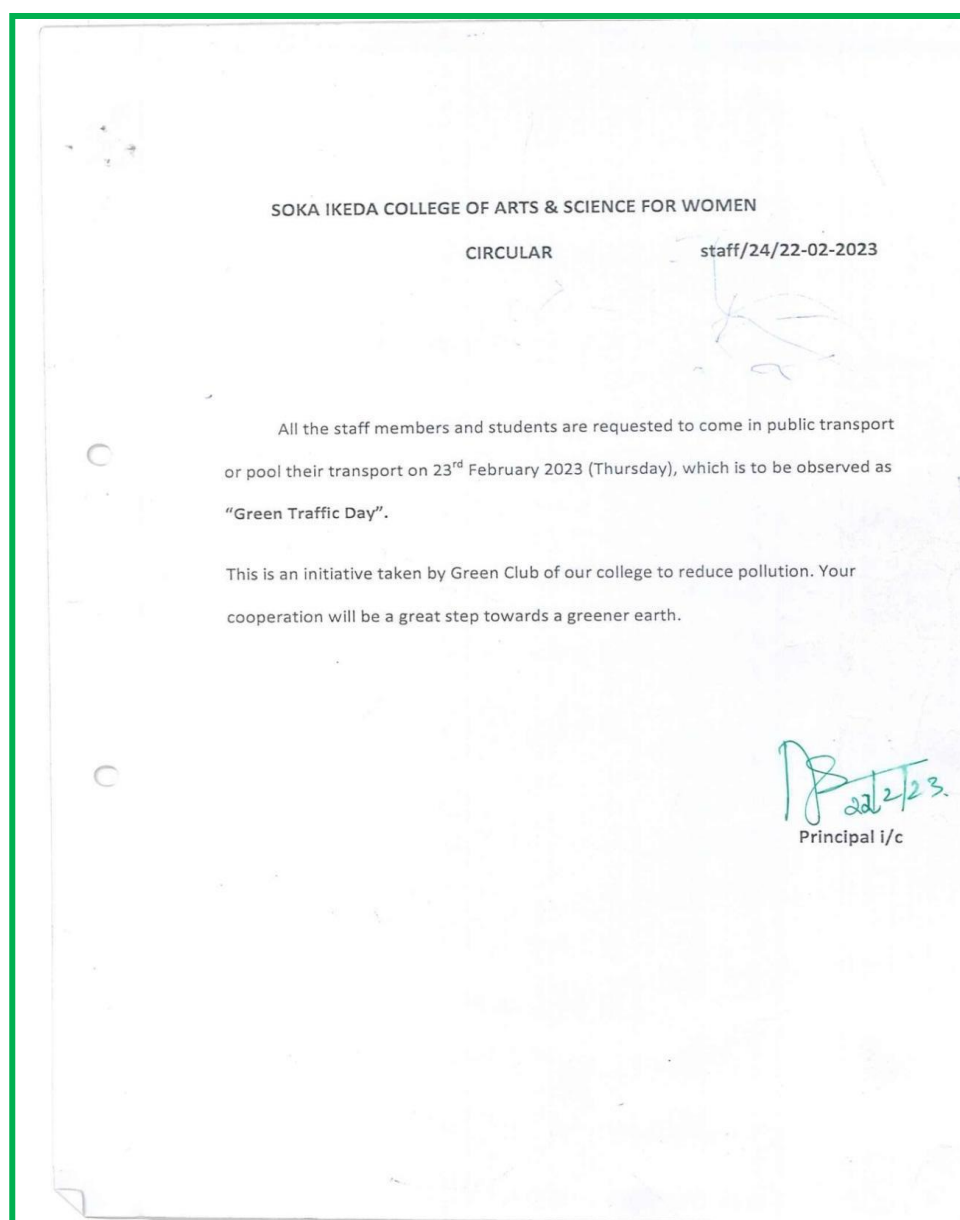 SOKA IKEDA COLLEGE OF ARTS & SCIENCE FOR WOMEN
CIRCULAR staff/24/22-02-2023
All the staff members and students are requested to come in public transport
or pool their transport on 23rd February 2023 (Thursday), which is to be observed as
“Green Traffic Day”.
This is an initiative taken by Green Club of our college to reduce pollution. Your
cooperation will be a great step towards a greener earth.
22/2/23.
Principal i/c